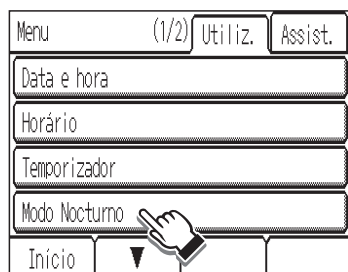 Menu (1/2) Utiliz. Assist.
Data e hora
Horário
Temporizador
Modo Nocturno
Início ▼